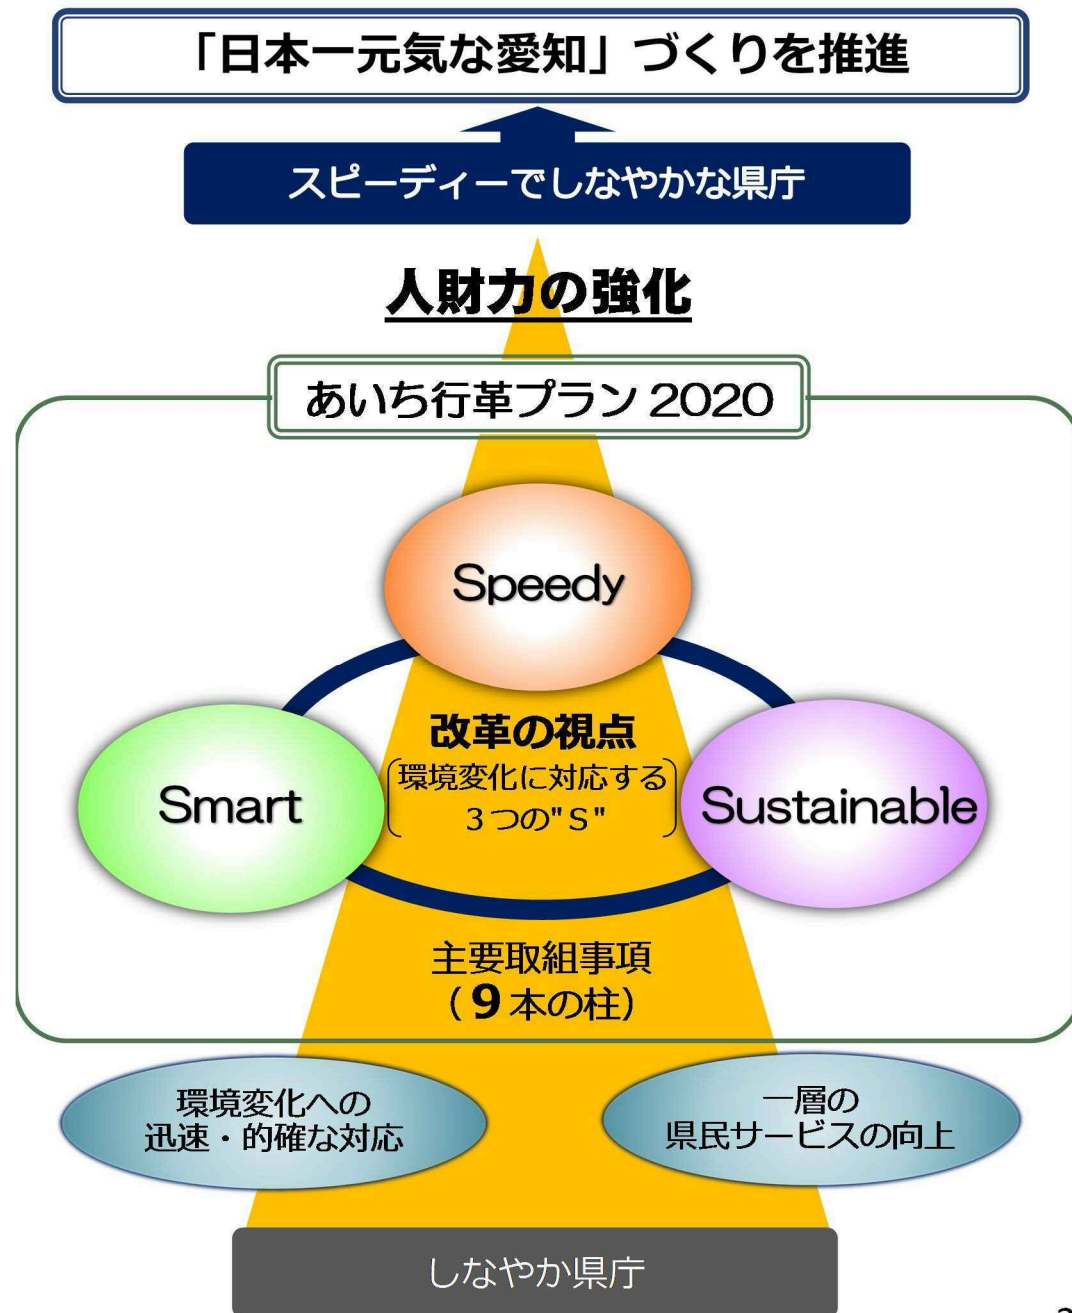 「日本一元気な愛知」づくりを推進
スピーディーでしなやかな県庁
人財力の強化
あいち行革プラン 2020
Speedy
改革の視点
環境変化に対応する
３つの"Ｓ"
Smart
Sustainable
主要取組事項
（９本の柱）
環境変化への
迅速・的確な対応
一層の
県民サービスの向上
しなやか県庁